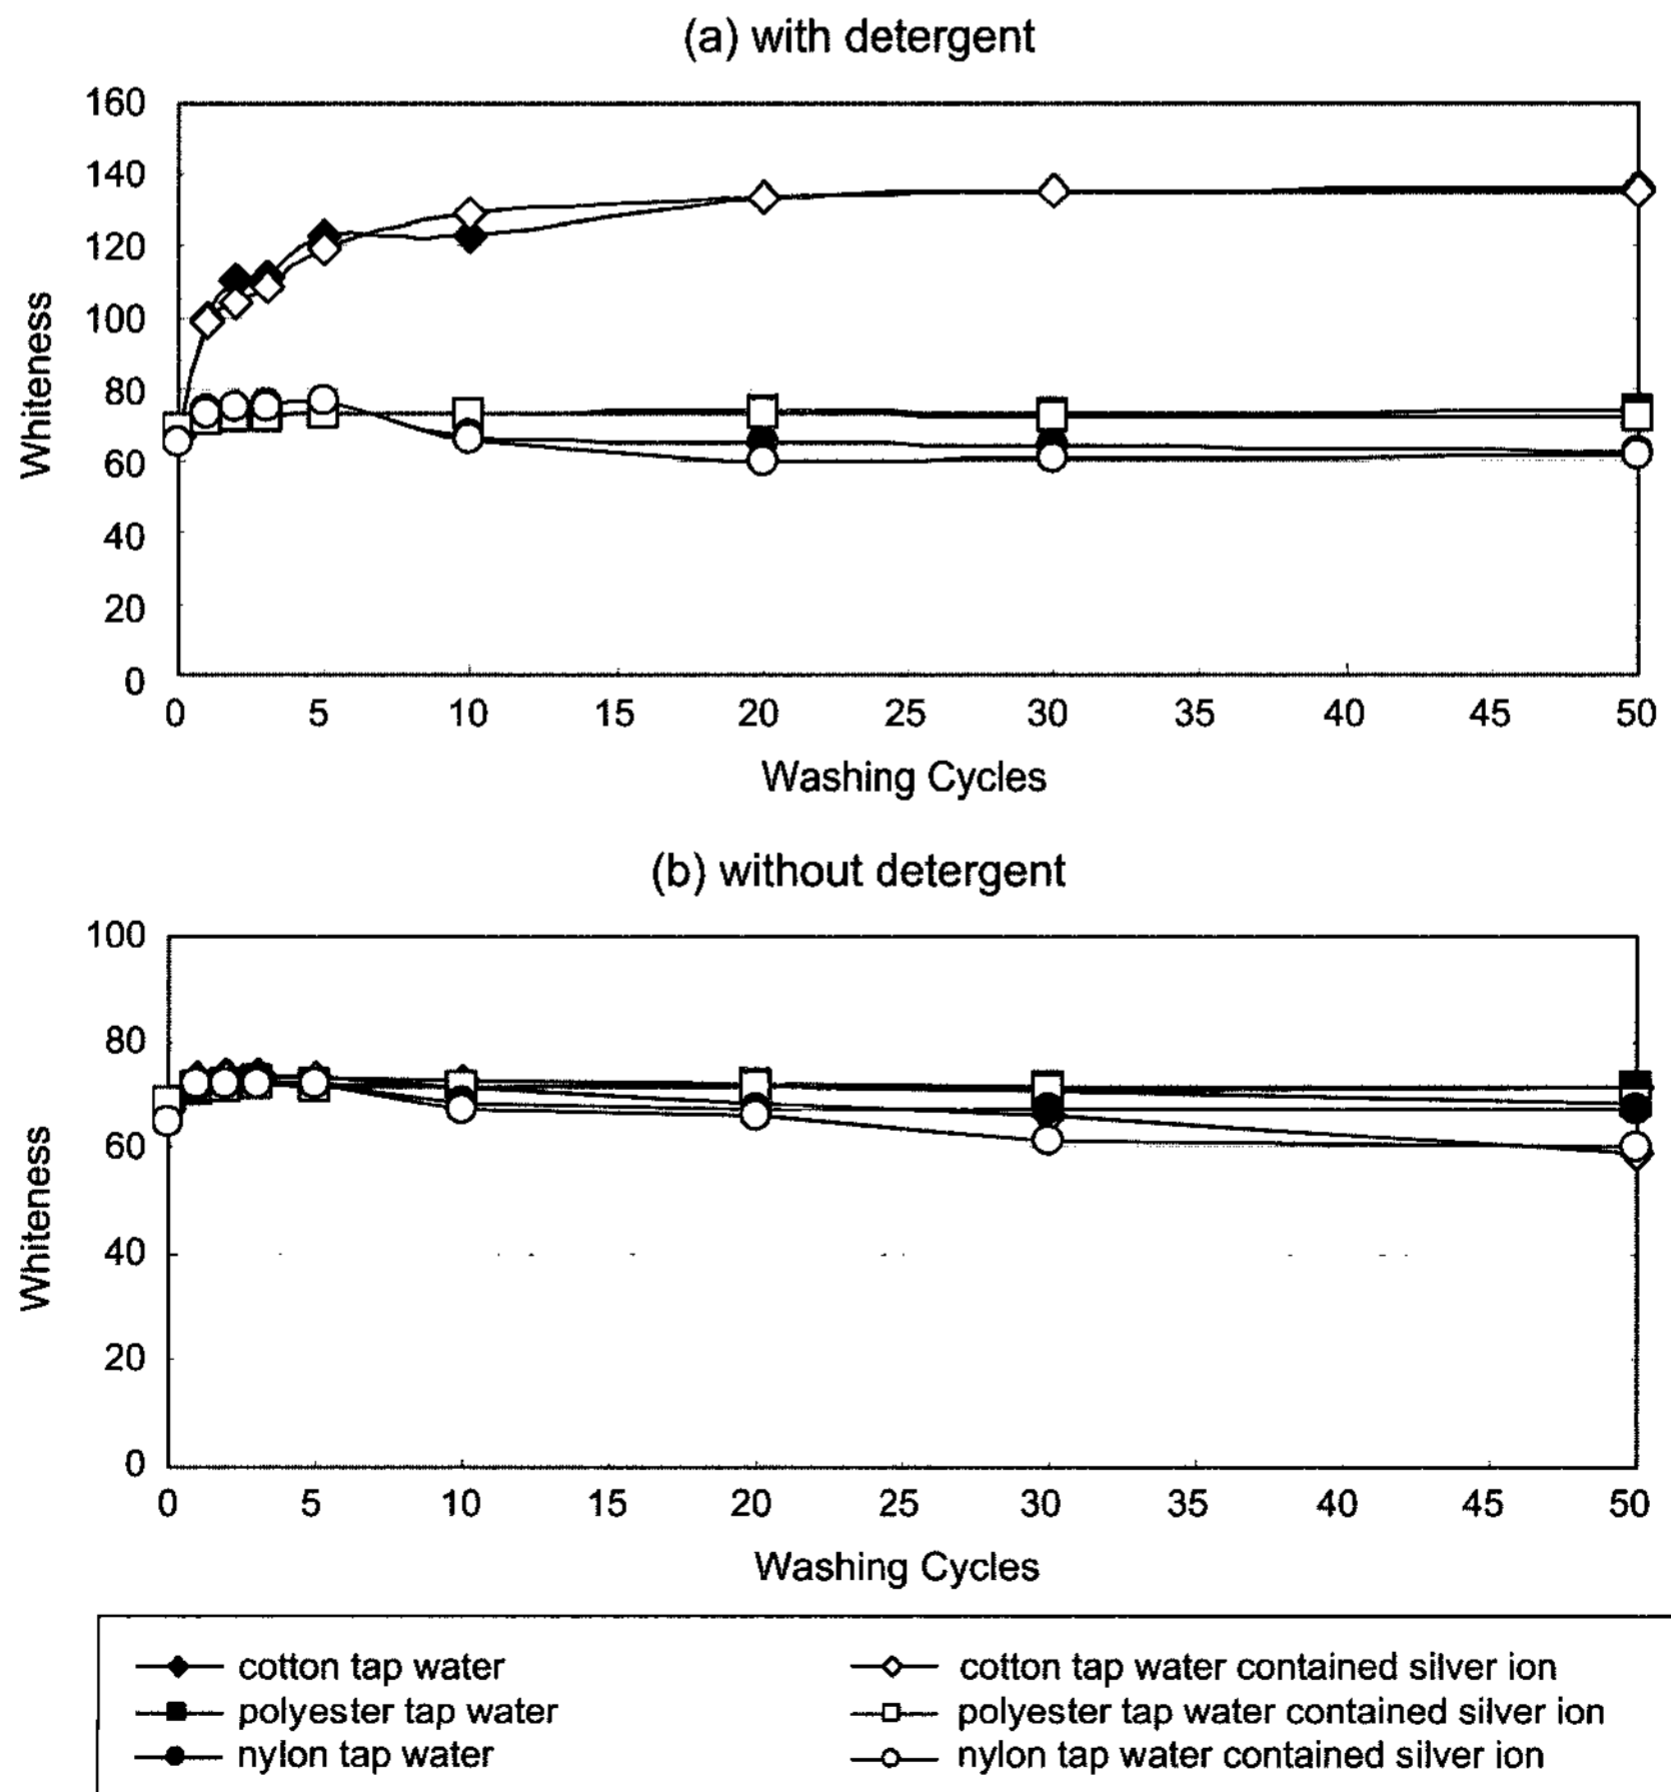 (a) with detergent
160
140
120
100
80
60
40
20
0
Whiteness
0 5 10 15 20 25 30 35 40 45 50
Washing Cycles
(b) without detergent
100
80
60
40
20
0
Whiteness
0 5 10 15 20 25 30 35 40 45 50
Washing Cycles
cotton tap water
cotton tap water contained silver ion
polyester tap water
polyester tap water contained silver ion
nylon tap water
nylon tap water contained silver ion